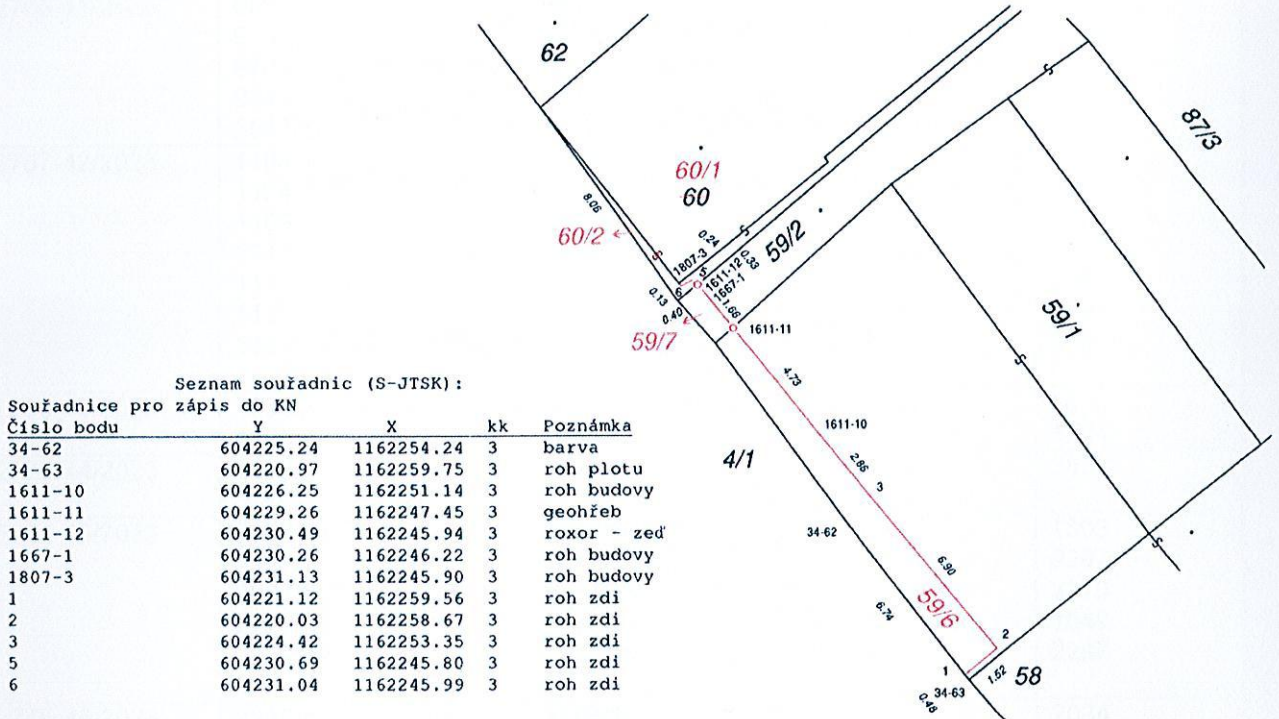 62
87/3
60/1
60
8.06
60/2
0.24
59/2
1807-3
5
0.33
1611-12
1667-1
6
0.13
0.40
1.66
1611-11
59/7
59/1
4.73
1611-10
2.86
3
4/1
34-62
6.90
59/6
6.74
2
1
1.52
58
34-63
0.48
Seznam souřadnic (S-JTSK):
Souřadnice pro zápis do KN
Číslo bodu Y X kk Poznámka
34-62 604225.24 1162254.24 3 barva
34-63 604220.97 1162259.75 3 roh plotu
1611-10 604226.25 1162251.14 3 roh budovy
1611-11 604229.26 1162247.45 3 geohřeb
1611-12 604230.49 1162245.94 3 roxor - zeď
1667-1 604230.26 1162246.22 3 roh budovy
1807-3 604231.13 1162245.90 3 roh budovy
1 604221.12 1162259.56 3 roh zdi
2 604220.03 1162258.67 3 roh zdi
3 604224.42 1162253.35 3 roh zdi
5 604230.69 1162245.80 3 roh zdi
6 604231.04 1162245.99 3 roh zdi